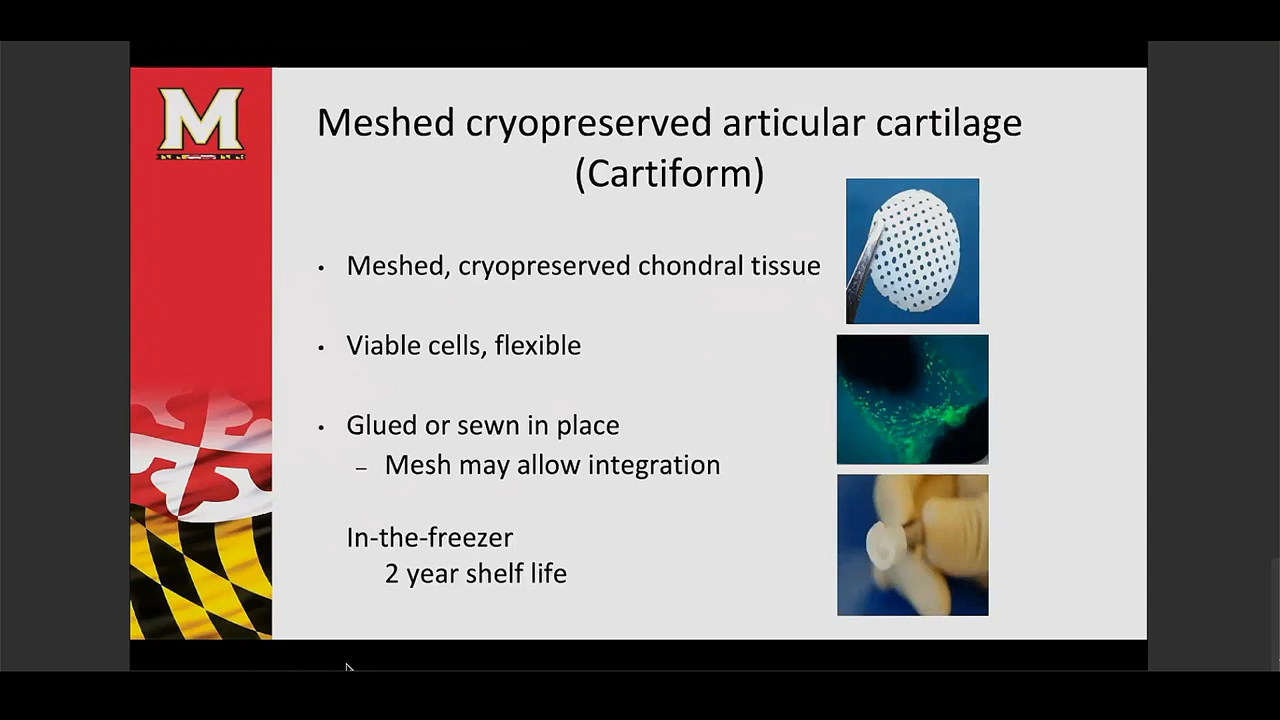 M
Meshed cryopreserved articular cartilage
(Cartiform)
• Meshed, cryopreserved chondral tissue
• Viable cells, flexible
• Glued or sewn in place
– Mesh may allow integration
In-the-freezer
2 year shelf life